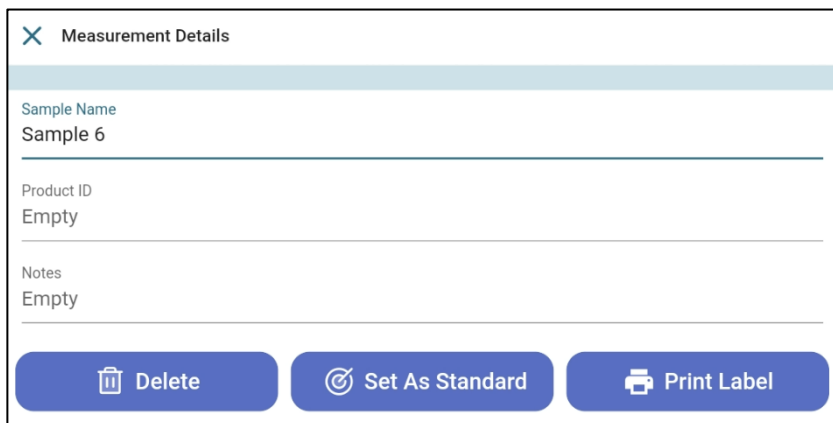 Measurement Details
Sample Name
Sample 6
Product ID
Empty
Notes
Empty
Delete Set As Standard Print Label